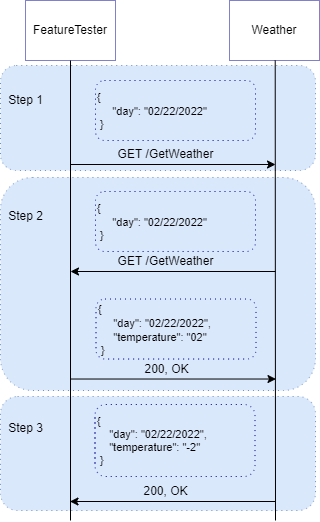 FeatureTester
Weather
Step 1
{
"day": "02/22/2022"
}
GET /GetWeather
Step 2
{
"day": "02/22/2022"
}
GET /GetWeather
{
"day": "02/22/2022",
"temperature": "02"
}
200, OK
Step 3
{
"day": "02/22/2022",
"temperature": "-2"
}
200, OK